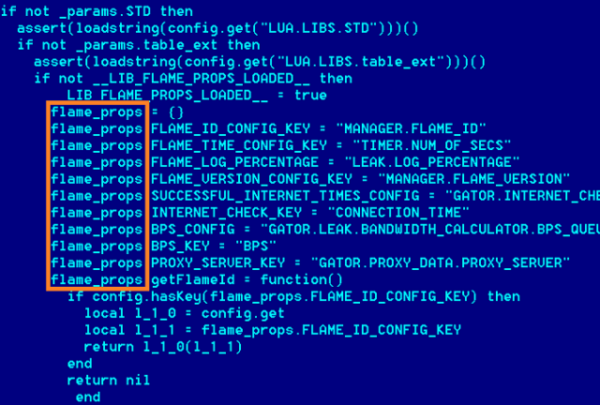 if not _params.STD then
assert(loadstring(config.get("LUA.LIBS.STD")))()
if not _params.table_ext then
assert(loadstring(config.get("LUA.LIBS.table_ext")))()
if not __LIB_FLAME_PROPS_LOADED__ then
LIB_FLAME_PROPS_LOADED__ = true
flame_props = {}
flame_props FLAME_ID_CONFIG_KEY = "MANAGER.FLAME_ID"
flame_props FLAME_TIME_CONFIG_KEY = "TIMER.NUM_OF_SECS"
flame_props FLAME_LOG_PERCENTAGE = "LEAK.LOG_PERCENTAGE"
flame_props FLAME_VERSION_CONFIG_KEY = "MANAGER.FLAME_VERSION"
flame_props SUCCESSFUL_INTERNET_TIMES_CONFIG = "GATOR.INTERNET_CHE
flame_props INTERNET_CHECK_KEY = "CONNECTION_TIME"
flame_props BPS_CONFIG = "GATOR.LEAK.BANDWIDTH_CALCULATOR.BPS_QUEU
flame_props BPS_KEY = "BPS"
flame_props PROXY_SERVER_KEY = "GATOR.PROXY_DATA.PROXY_SERVER"
flame_props getFlameId = function()
if config.hasKey(flame_props.FLAME_ID_CONFIG_KEY) then
local l_1_0 = config.get
local l_1_1 = flame_props.FLAME_ID_CONFIG_KEY
return l_1_0(l_1_1)
end
return nil
end